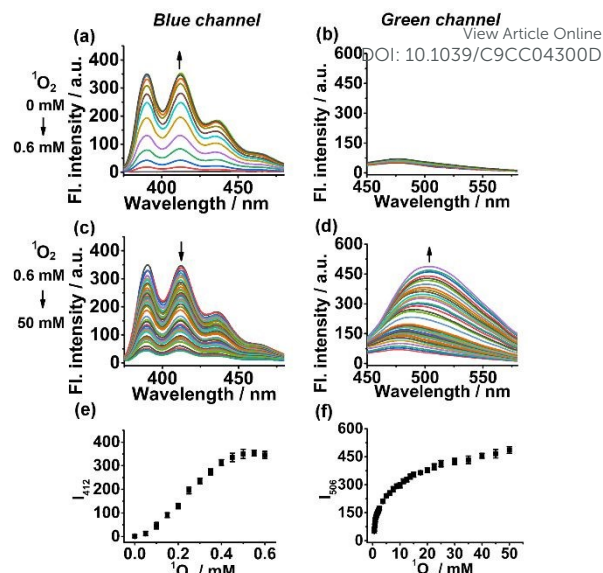 Blue channel
Green channel
View Article Online
DOI: 10.1039/C9CC04300D
¹O₂
0 mM
0.6 mM
(a)
Fl. intensity / a.u.
400
300
200
100
0
400
450
Wavelength / nm
(b)
Fl. intensity / a.u.
600
450
300
150
0
450
500
550
Wavelength / nm
¹O₂
0.6 mM
50 mM
(c)
Fl. intensity / a.u.
400
300
200
100
0
400
450
Wavelength / nm
(d)
Fl. intensity / a.u.
600
450
300
150
0
450
500
550
Wavelength / nm
(e)
I₄₁₂
400
300
200
100
0
0.0
0.2
0.4
0.6
¹O₂ / mM
(f)
I₅₀₆
600
450
300
150
0
0
10
20
30
40
50
¹O / mM